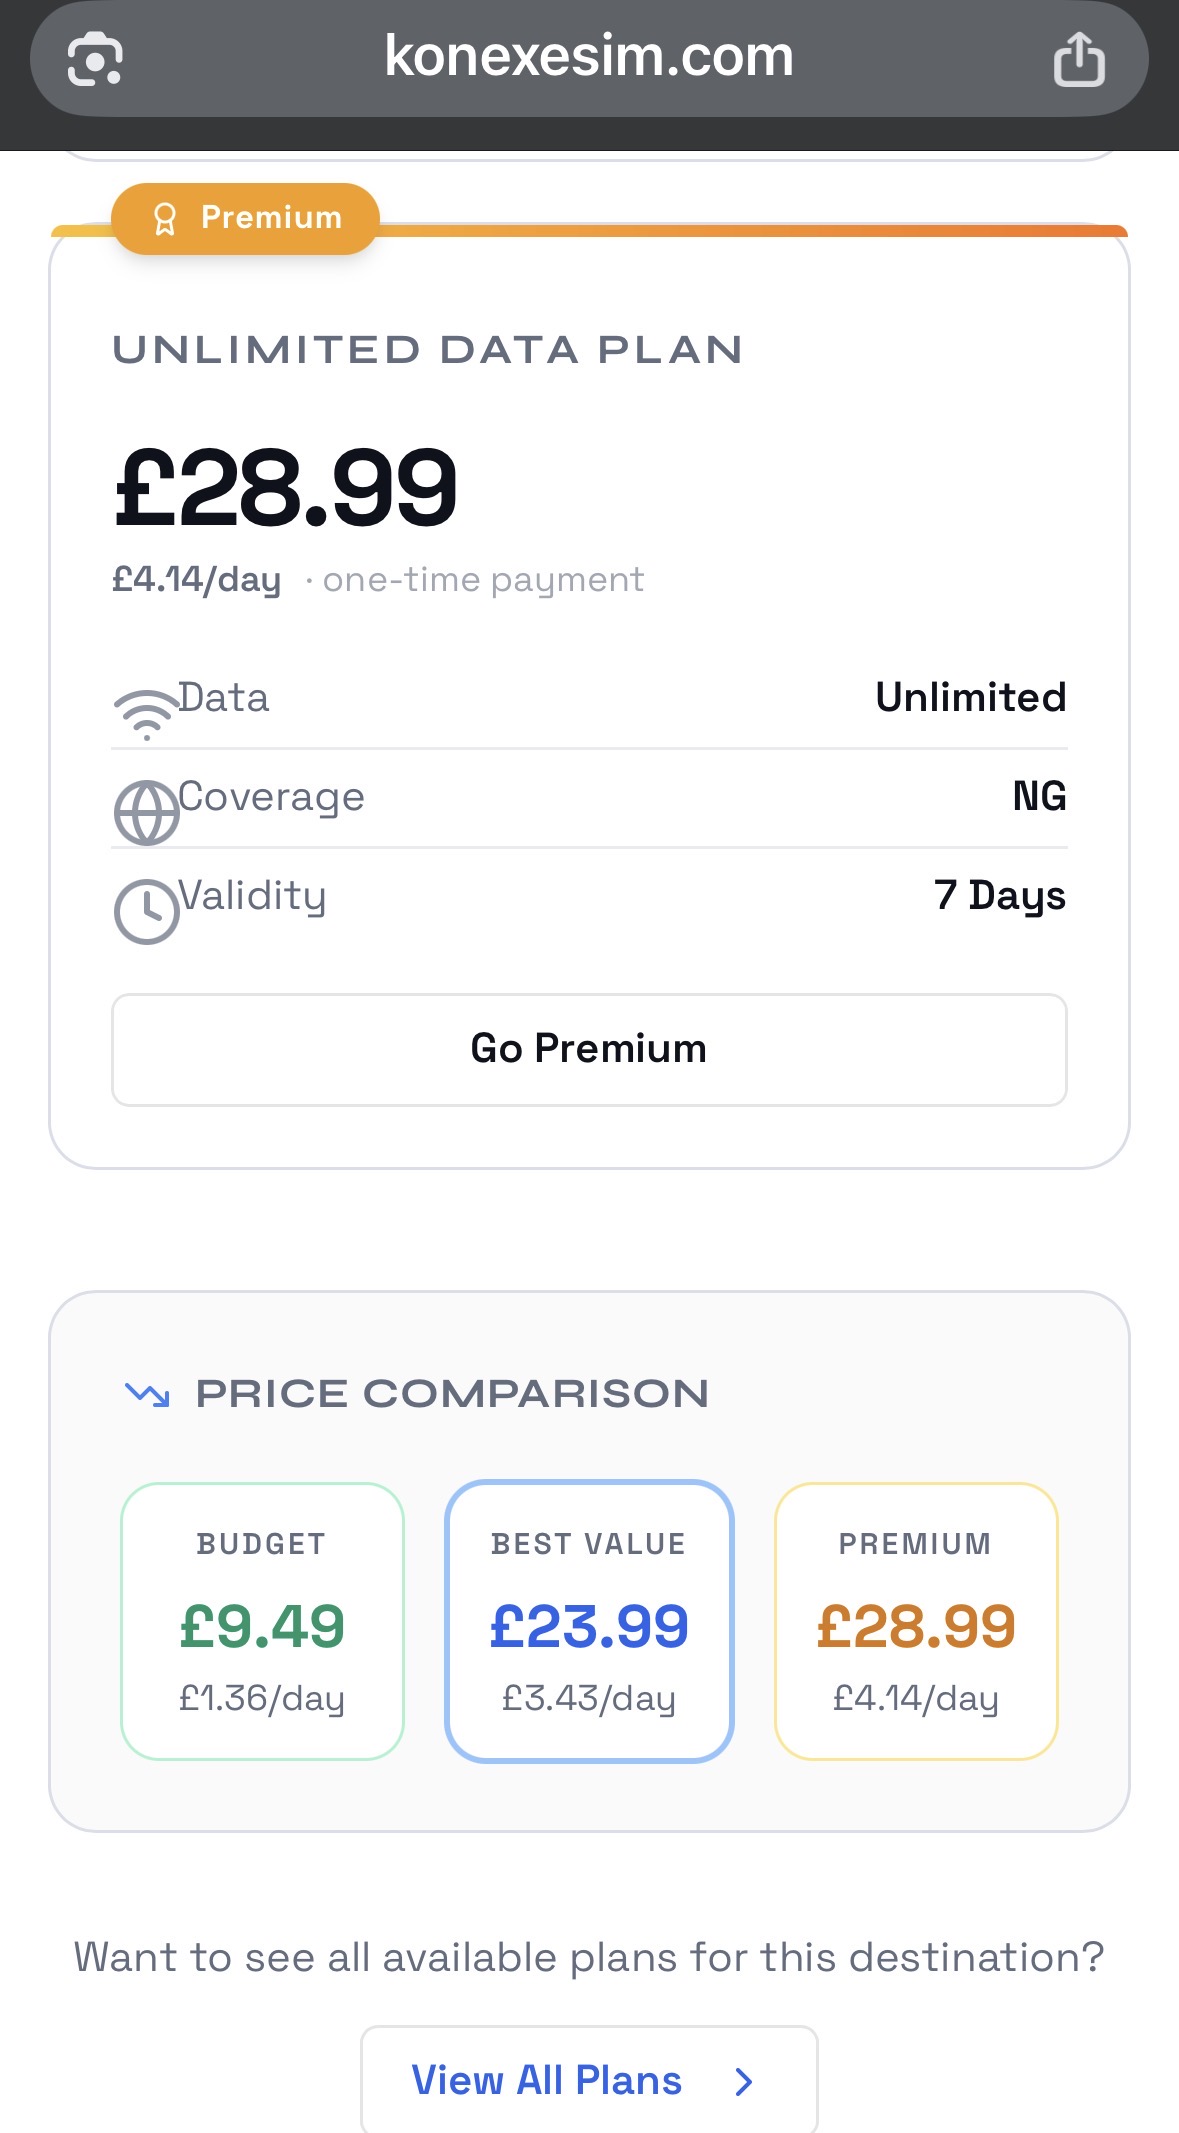 konexesim.com
Premium
UNLIMITED DATA PLAN
£28.99
£4.14/day · one-time payment
Data Unlimited
Coverage NG
Validity 7 Days
Go Premium
PRICE COMPARISON
BUDGET BEST VALUE PREMIUM
£9.49 £23.99 £28.99
£1.36/day £3.43/day £4.14/day
Want to see all available plans for this destination?
View All Plans